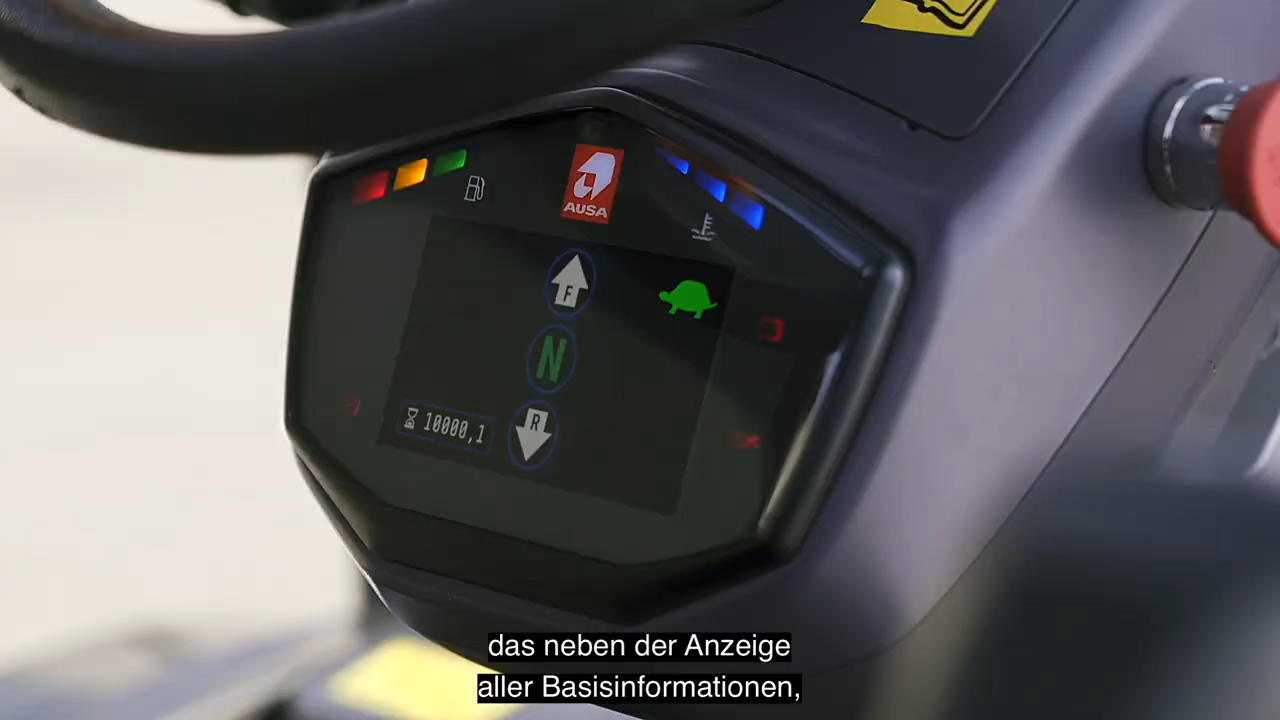 AUSA
F
N
R
10000,1
das neben der Anzeige
aller Basisinformationen,